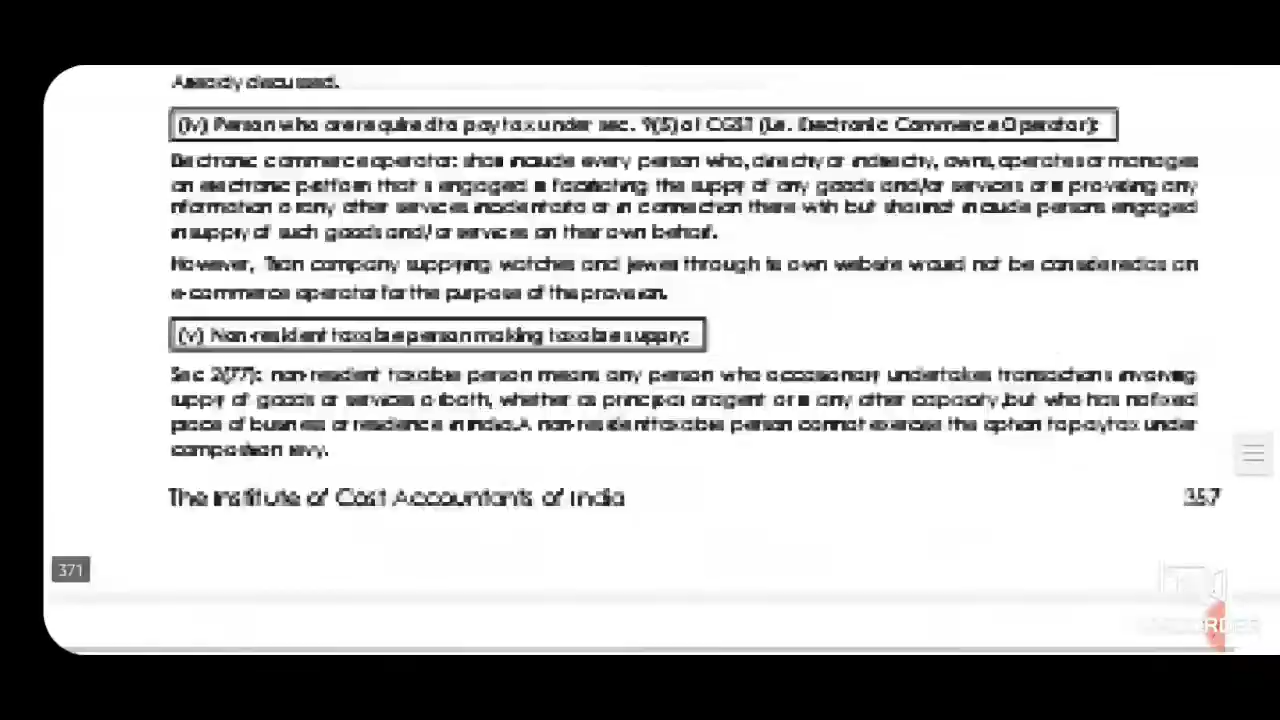 Already discussed.
(iv) Person who are required to pay tax under sec. 9(5) of CGST (i.e. Electronic Commerce Operator):
Electronic commerce operator: shall include every person who, directly or indirectly, owns, operates or manages
an electronic platform that is engaged in facilitating the supply of any goods and/or services or in providing any
information or any other services incidental to or in connection there with but shall not include persons engaged
in supply of such goods and/or services on their own behalf.
However, Titan company supplying watches and jewels through its own website would not be considered as an
e-commerce operator for the purpose of the provision.
(v) Non-resident taxable person making taxable supply:
Sec 2(77): non-resident taxable person means any person who occasionally undertakes transactions involving
supply of goods or services or both, whether as principal or agent or in any other capacity, but who has no fixed
place of business or residence in India. A non-resident taxable person cannot exercise the option to pay tax under
composition levy.
The Institute of Cost Accountants of India 357
371